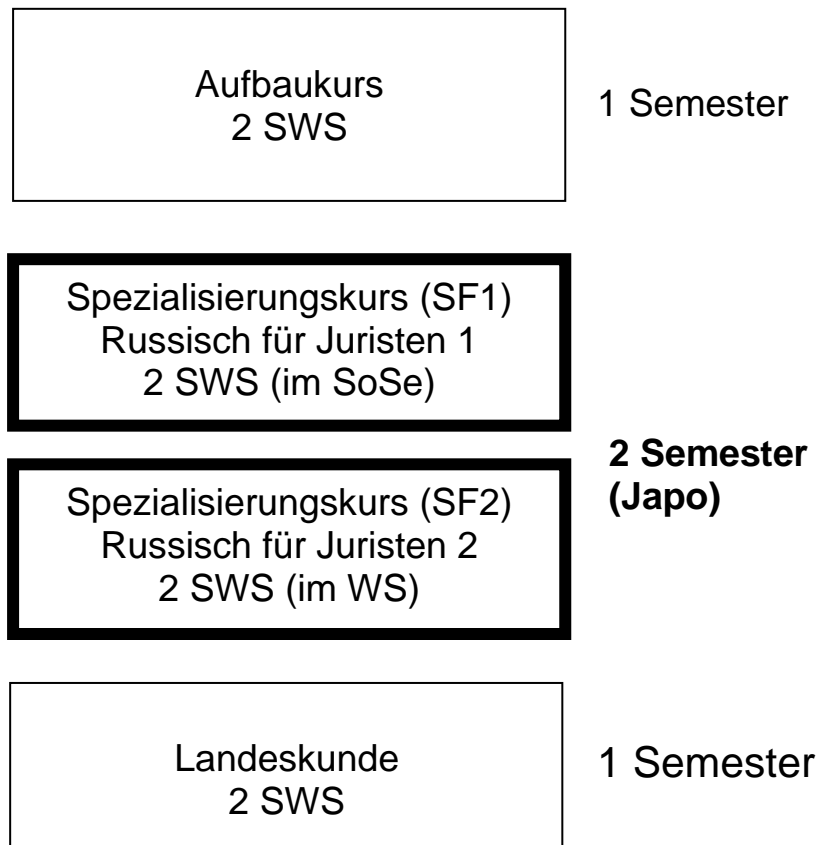 Aufbaukurs
2 SWS
1 Semester
Spezialisierungskurs (SF1)
Russisch für Juristen 1
2 SWS (im SoSe)
2 Semester
(Japo)
Spezialisierungskurs (SF2)
Russisch für Juristen 2
2 SWS (im WS)
Landeskunde
2 SWS
1 Semester